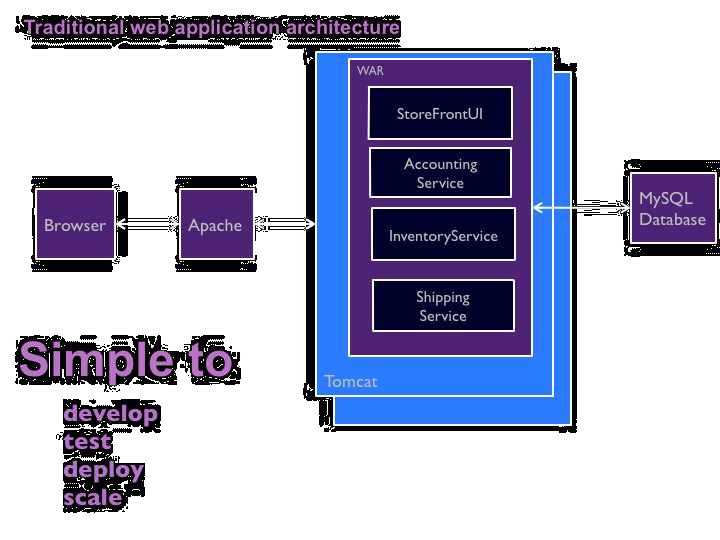 Traditional web application architecture
WAR
StoreFrontUI
Accounting
Service
InventoryService
Shipping
Service
Tomcat
Browser
Apache
MySQL
Database
Simple to
develop
test
deploy
scale